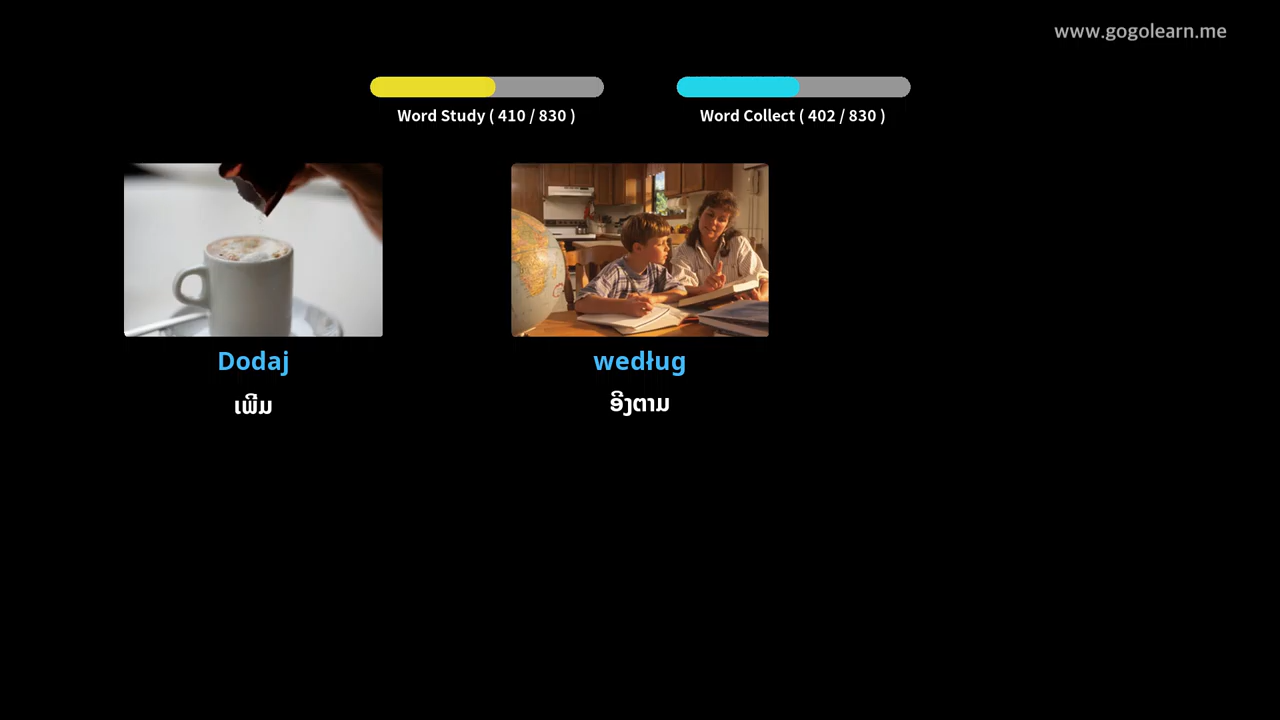 www.gogolearn.me
Word Study ( 410 / 830 )
Word Collect ( 402 / 830 )
Dodaj
według
ເພີ່ມ
ອີງຕາມ